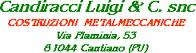 Candiracci Luigi & C. snc
COSTRUZIONI METALMECCANICHE
Via Flaminia, 53
61044 Cantiano (PU)